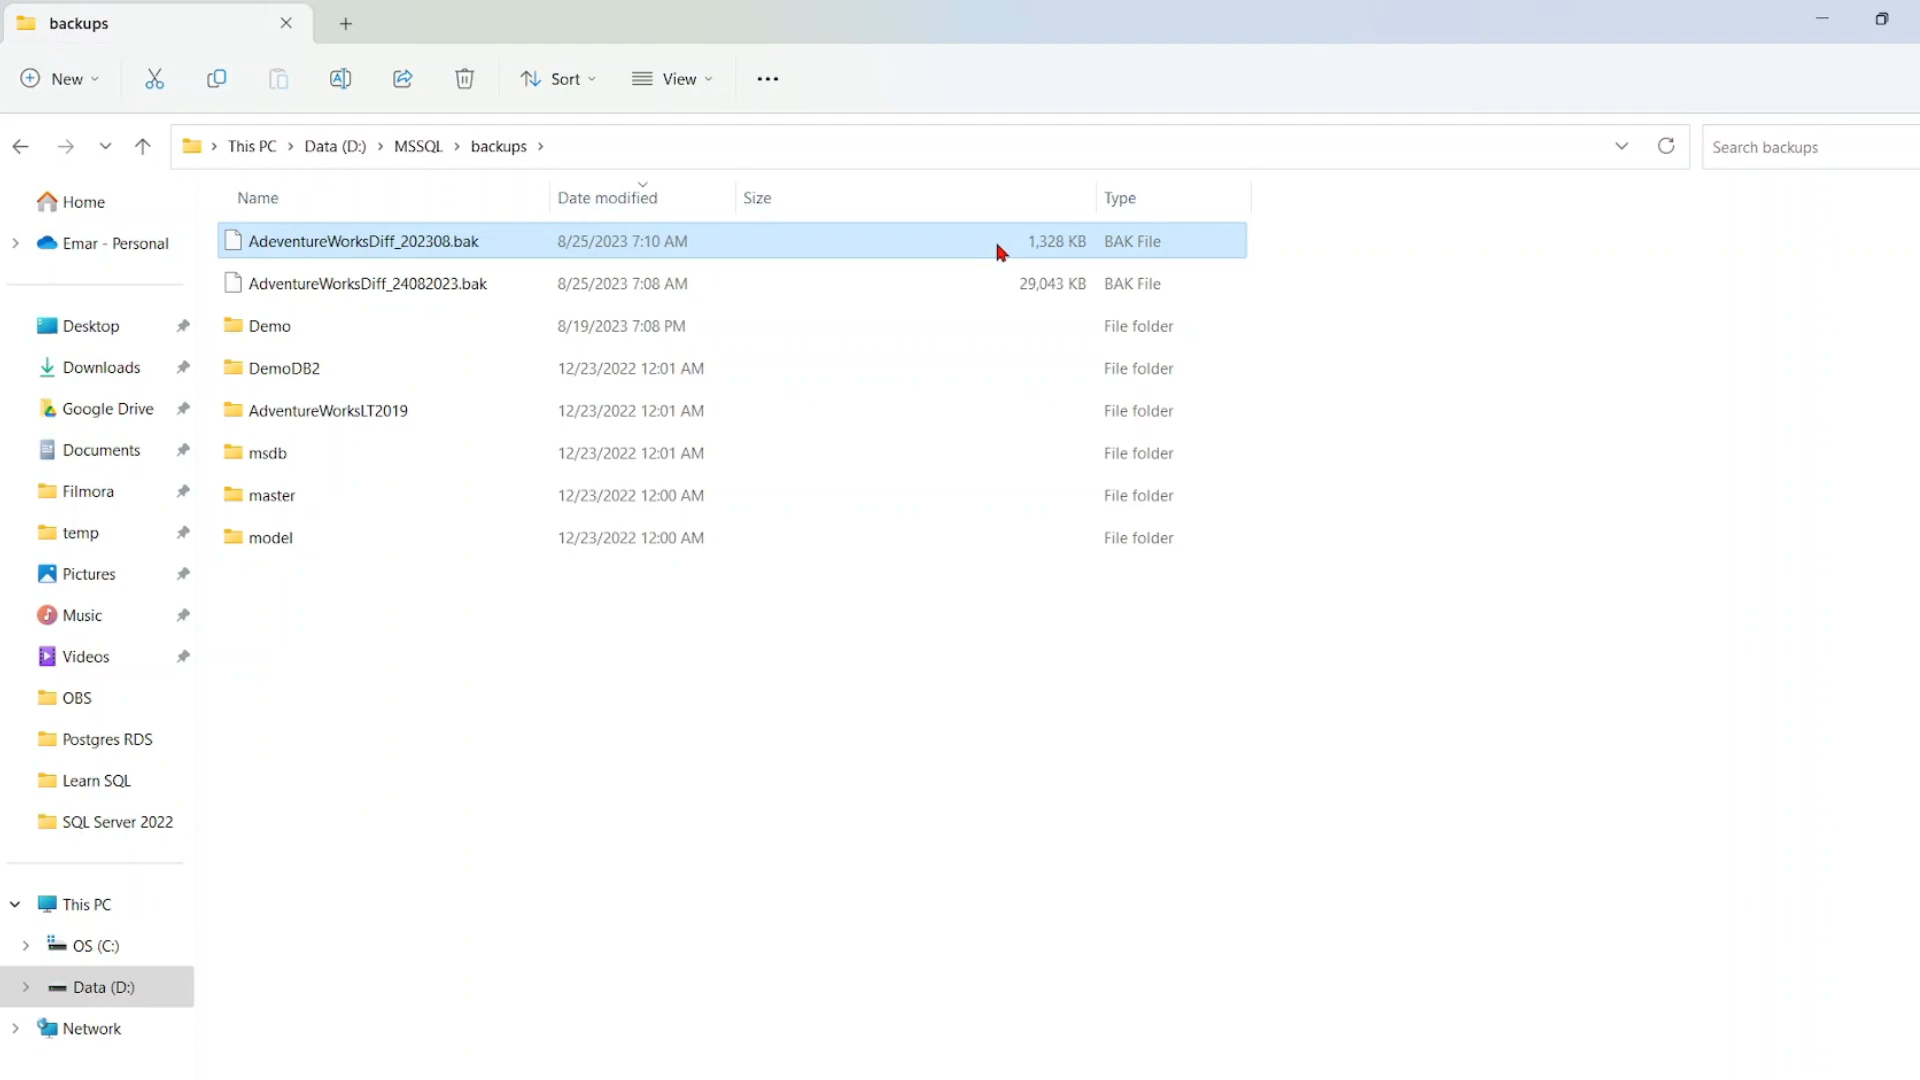 backups
New
Sort
View
This PC
Data (D:)
MSSQL
backups
Search backups
Name
Date modified
Size
Type
Home
Emar - Personal
Desktop
Downloads
Google Drive
Documents
Filmora
temp
Pictures
Music
Videos
OBS
Postgres RDS
Learn SQL
SQL Server 2022
This PC
OS (C:)
Data (D:)
Network
AdeventureWorksDiff_202308.bak 8/25/2023 7:10 AM 1,328 KB BAK File
AdventureWorksDiff_24082023.bak 8/25/2023 7:08 AM 29,043 KB BAK File
Demo 8/19/2023 7:08 PM File folder
DemoDB2 12/23/2022 12:01 AM File folder
AdventureWorksLT2019 12/23/2022 12:01 AM File folder
msdb 12/23/2022 12:01 AM File folder
master 12/23/2022 12:00 AM File folder
model 12/23/2022 12:00 AM File folder